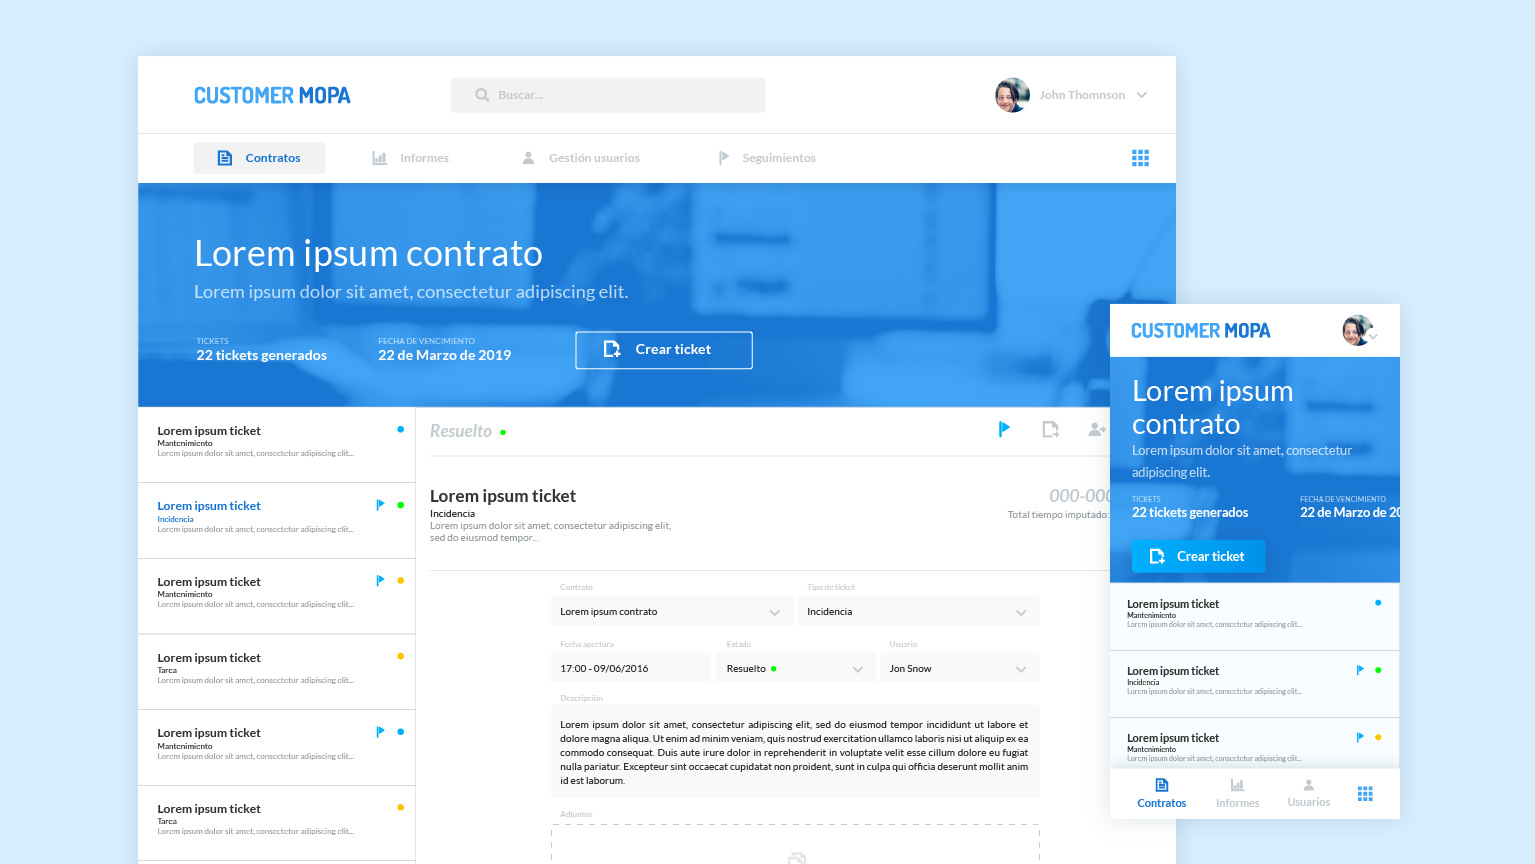 CUSTOMER MOPA
Buscar...
John Thomnson
Contratos
Informes
Gestión usuarios
Seguimientos
Lorem ipsum contrato
Lorem ipsum dolor sit amet, consectetur adipiscing elit.
TICKETS
22 tickets generados
FECHA DE VENCIMIENTO
22 de Marzo de 2019
Crear ticket
Lorem ipsum ticket
Mantenimiento
Lorem ipsum dolor sit amet, consectetur adipiscing elit...
Lorem ipsum ticket
Incidencia
Lorem ipsum dolor sit amet, consectetur adipiscing elit...
Lorem ipsum ticket
Mantenimiento
Lorem ipsum dolor sit amet, consectetur adipiscing elit...
Lorem ipsum ticket
Tarea
Lorem ipsum dolor sit amet, consectetur adipiscing elit...
Lorem ipsum ticket
Mantenimiento
Lorem ipsum dolor sit amet, consectetur adipiscing elit...
Lorem ipsum ticket
Tarea
Lorem ipsum dolor sit amet, consectetur adipiscing elit...
Resuelto
Lorem ipsum ticket
Incidencia
Lorem ipsum dolor sit amet, consectetur adipiscing elit,
sed do eiusmod tempor...
000-000
Total tiempo imputado:
Contrato
Lorem ipsum contrato
Tipo de ticket
Incidencia
Fecha apertura
17:00 - 09/06/2016
Estado
Resuelto
Usuario
Jon Snow
Descripción
Lorem ipsum dolor sit amet, consectetur adipiscing elit, sed do eiusmod tempor incididunt ut labore et
dolore magna aliqua. Ut enim ad minim veniam, quis nostrud exercitation ullamco laboris nisi ut aliquip ex ea
commodo consequat. Duis aute irure dolor in reprehenderit in voluptate velit esse cillum dolore eu fugiat
nulla pariatur. Excepteur sint occaecat cupidatat non proident, sunt in culpa qui officia deserunt mollit anim
id est laborum.
Adjuntos
CUSTOMER MOPA
Lorem ipsum
contrato
Lorem ipsum dolor sit amet, consectetur
adipiscing elit.
TICKETS
22 tickets generados
FECHA DE VENCIMIENTO
22 de Marzo de 20
Crear ticket
Lorem ipsum ticket
Mantenimiento
Lorem ipsum dolor sit amet, consectetur adipiscing elit...
Lorem ipsum ticket
Incidencia
Lorem ipsum dolor sit amet, consectetur adipiscing elit...
Lorem ipsum ticket
Mantenimiento
Lorem ipsum dolor sit amet, consectetur adipiscing elit...
Contratos
Informes
Usuarios